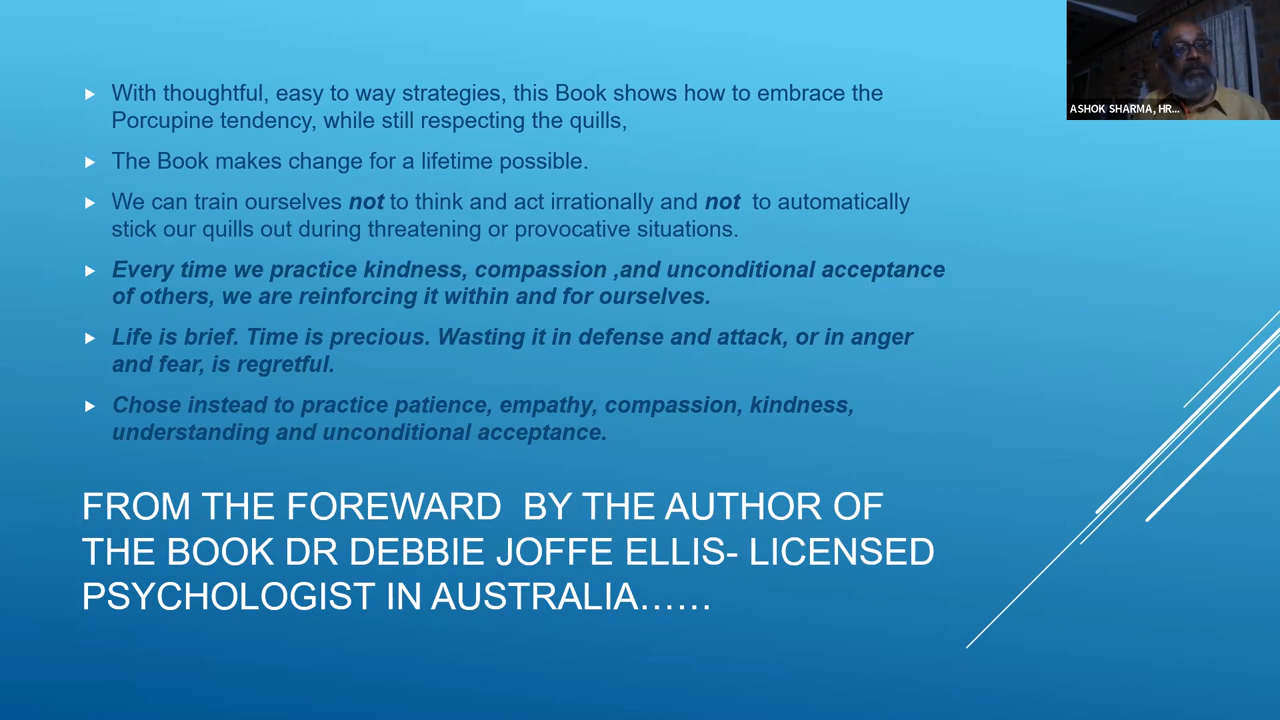 With thoughtful, easy to way strategies, this Book shows how to embrace the
Porcupine tendency, while still respecting the quills,
The Book makes change for a lifetime possible.
We can train ourselves not to think and act irrationally and not to automatically
stick our quills out during threatening or provocative situations.
Every time we practice kindness, compassion ,and unconditional acceptance
of others, we are reinforcing it within and for ourselves.
Life is brief. Time is precious. Wasting it in defense and attack, or in anger
and fear, is regretful.
Chose instead to practice patience, empathy, compassion, kindness,
understanding and unconditional acceptance.
FROM THE FOREWARD BY THE AUTHOR OF
THE BOOK DR DEBBIE JOFFE ELLIS- LICENSED
PSYCHOLOGIST IN AUSTRALIA……
ASHOK SHARMA, HR...